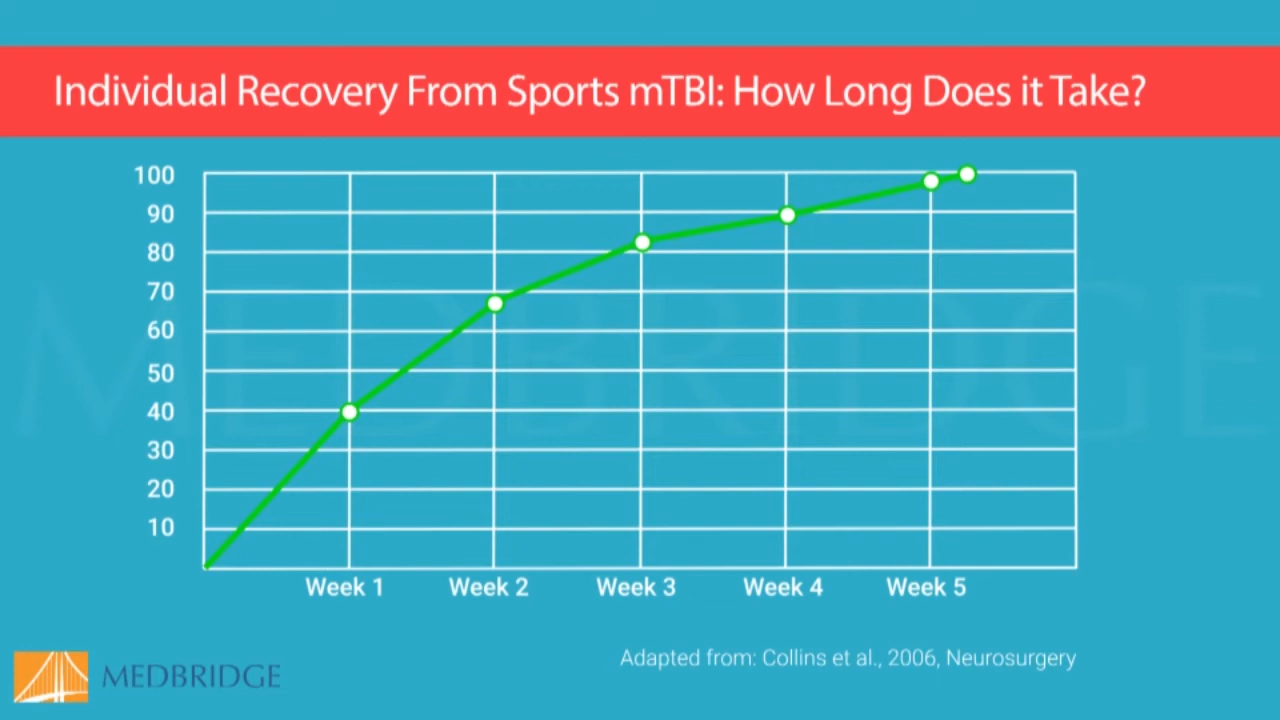 Individual Recovery From Sports mTBI: How Long Does it Take?
100
90
80
70
60
50
40
30
20
10
Week 1 Week 2 Week 3 Week 4 Week 5
MEDBRIDGE
Adapted from: Collins et al., 2006, Neurosurgery
MEDBRIDGE